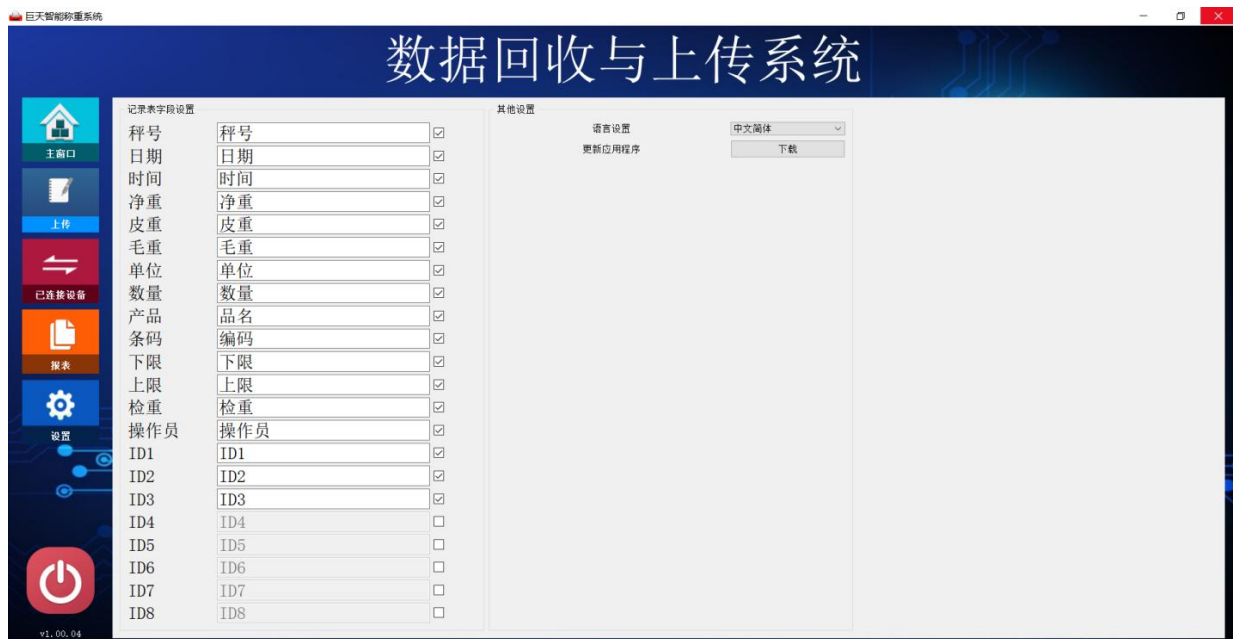 巨天智能称重系统
数据回收与上传系统
主窗口
上传
已连接设备
报表
设置
v1.00.04
记录表字段设置
秤号 秤号
日期 日期
时间 时间
净重 净重
皮重 皮重
毛重 毛重
单位 单位
数量 数量
产品 品名
条码 编码
下限 下限
上限 上限
检重 检重
操作员 操作员
ID1 ID1
ID2 ID2
ID3 ID3
ID4 ID4
ID5 ID5
ID6 ID6
ID7 ID7
ID8 ID8
其他设置
语言设置 中文简体
更新应用程序 下载